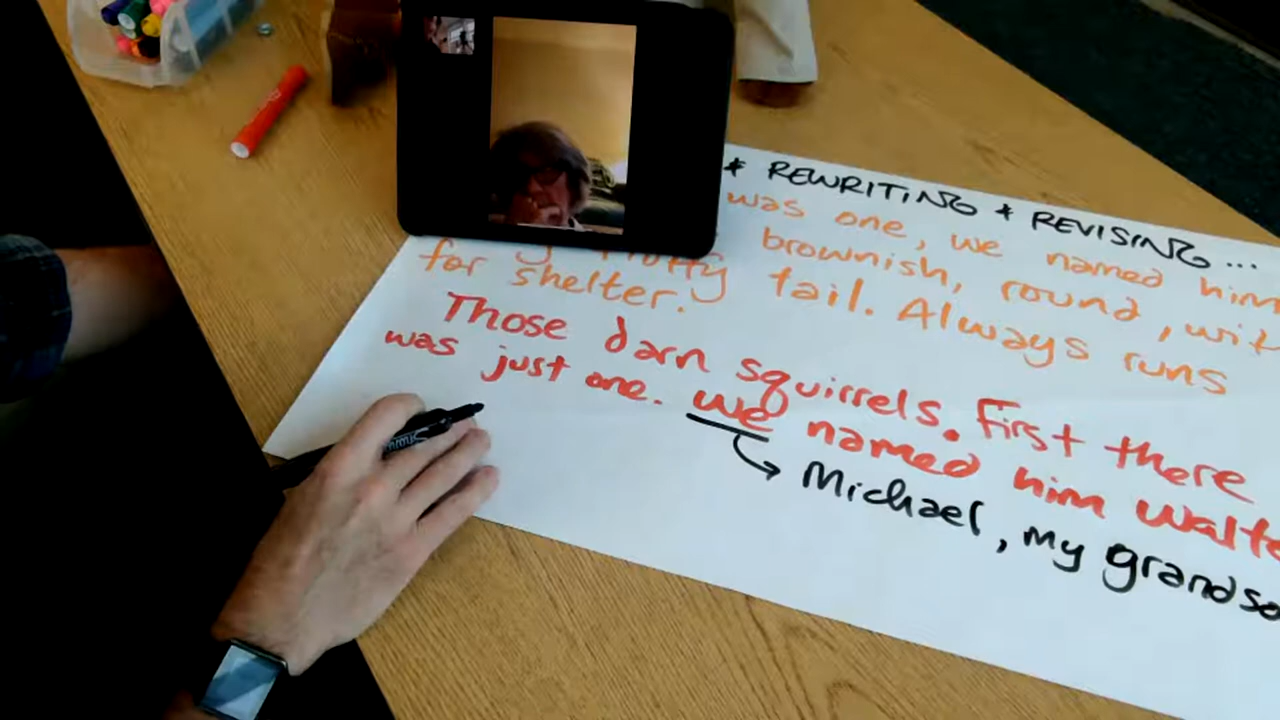 & REWRITING & REVISING...
was one, we named him
brownish, round, with
fluffy tail. Always runs
for shelter.
Those darn squirrels. First there
was just one. We named him Walte
Michael, my grandso